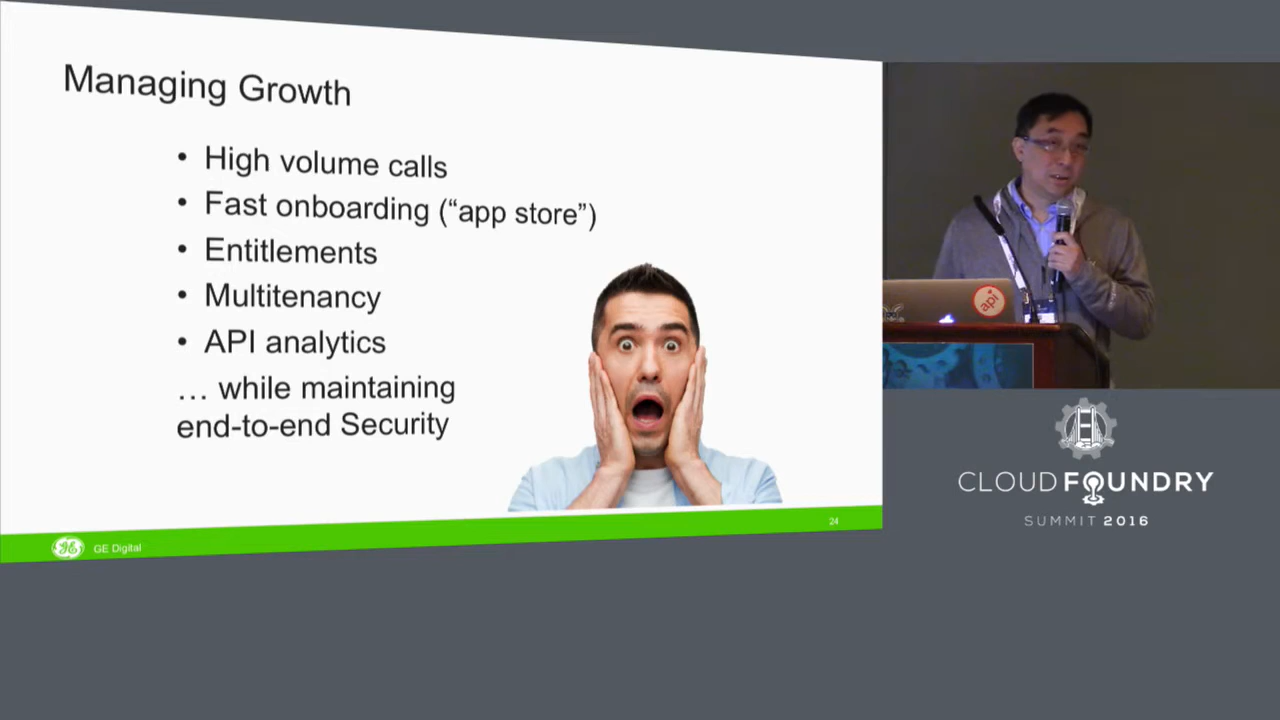 Managing Growth
• High volume calls
• Fast onboarding (“app store”)
• Entitlements
• Multitenancy
• API analytics
… while maintaining
end-to-end Security
24
GE
GE Digital
api
CLOUD FOUNDRY
SUMMIT 2016